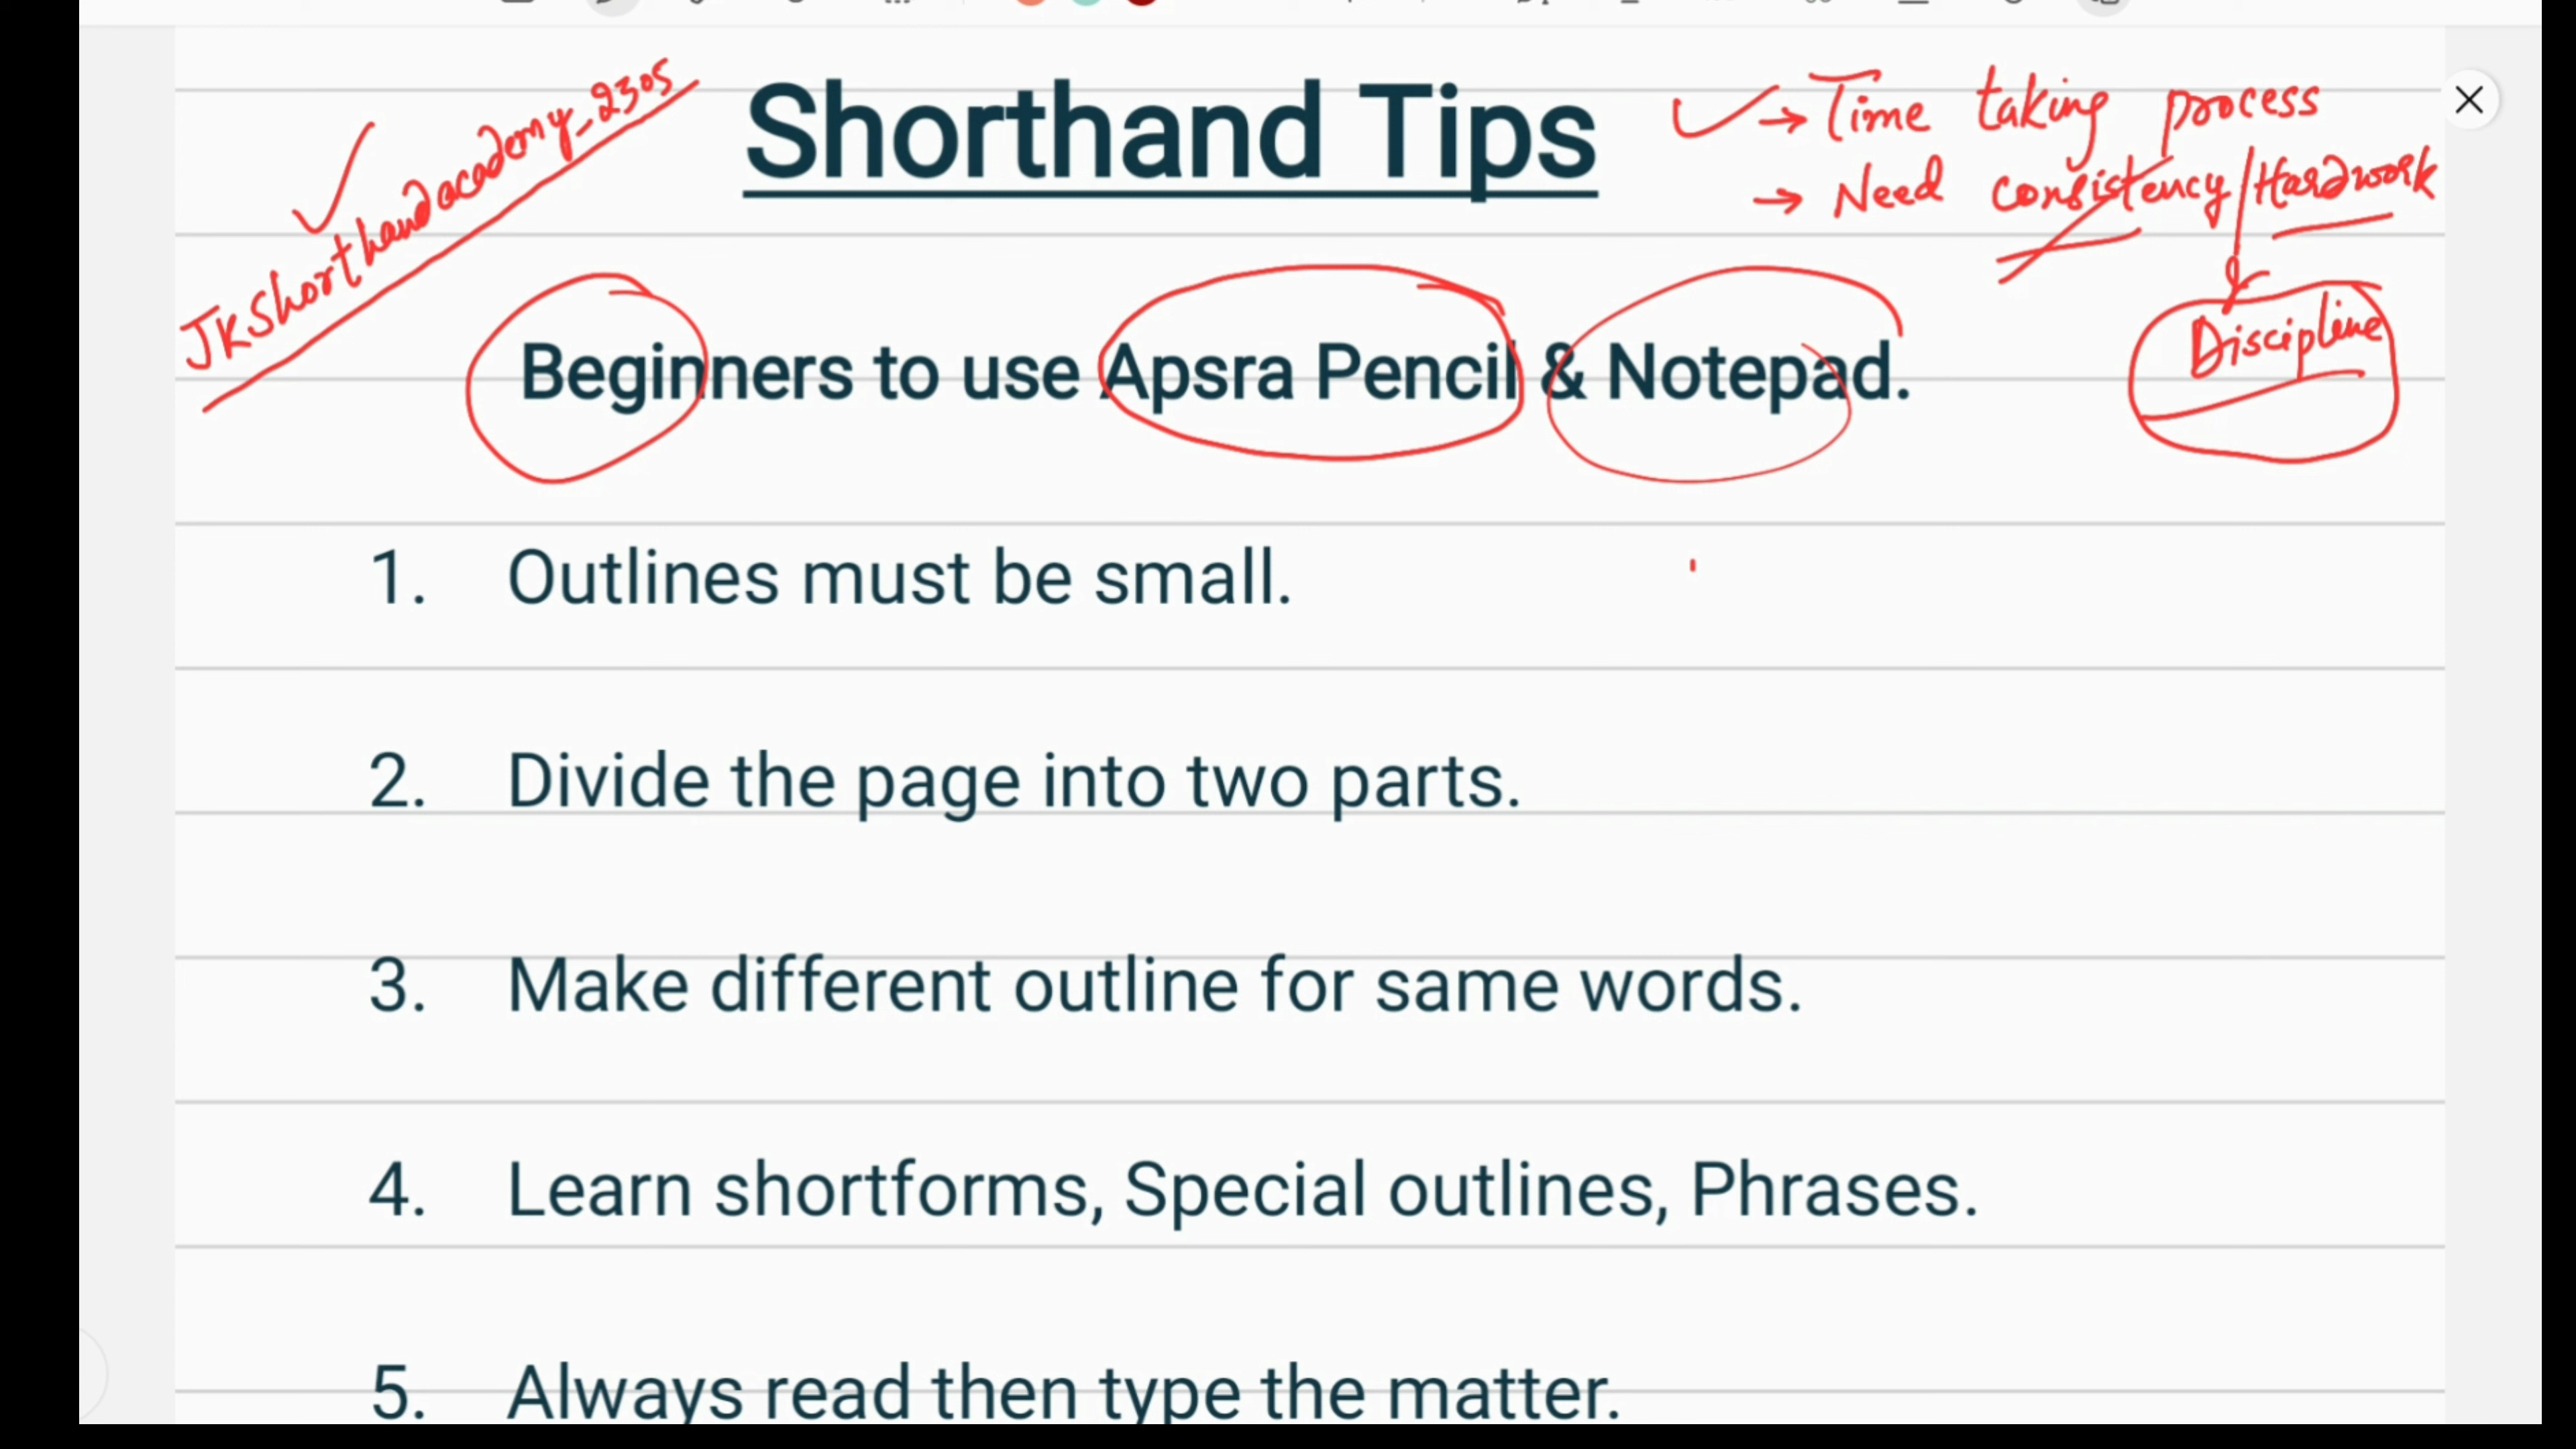 JKShorthandacademy_2305
Shorthand Tips
→ Time taking process
→ Need consistency / Hardwork
Discipline
Beginners to use Apsra Pencil & Notepad.
1. Outlines must be small.
2. Divide the page into two parts.
3. Make different outline for same words.
4. Learn shortforms, Special outlines, Phrases.
5. Always read then type the matter.